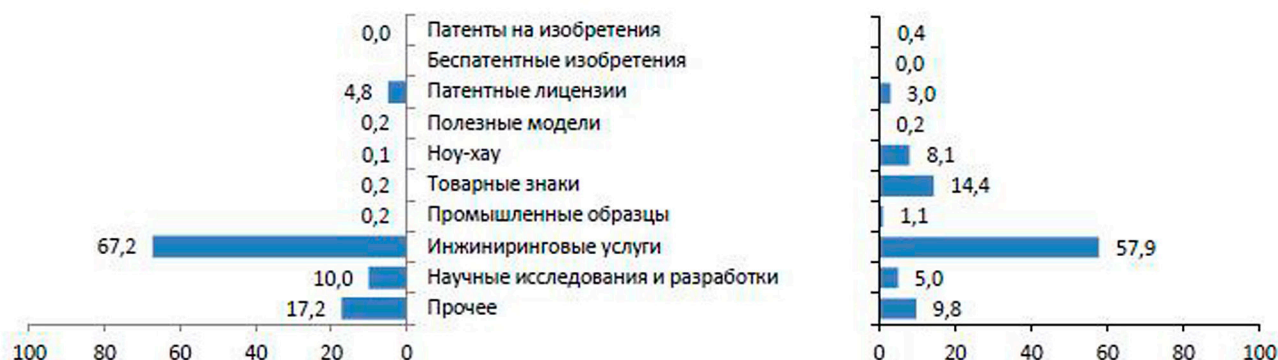 0,0 Патенты на изобретения 0,4
Беспатентные изобретения 0,0
4,8 Патентные лицензии 3,0
0,2 Полезные модели 0,2
0,1 Ноу-хау 8,1
0,2 Товарные знаки 14,4
0,2 Промышленные образцы 1,1
67,2 Инжиниринговые услуги 57,9
10,0 Научные исследования и разработки 5,0
17,2 Прочее 9,8
100 80 60 40 20 0 0 20 40 60 80 100